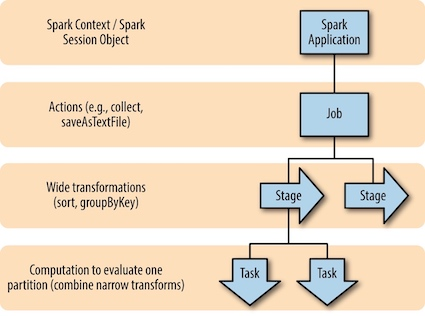 Spark Context / Spark
Session Object
Spark
Application
Actions (e.g., collect,
saveAsTextFile)
Job
Wide transformations
(sort, groupByKey)
Stage
Stage
Computation to evaluate one
partition (combine narrow transforms)
Task
Task